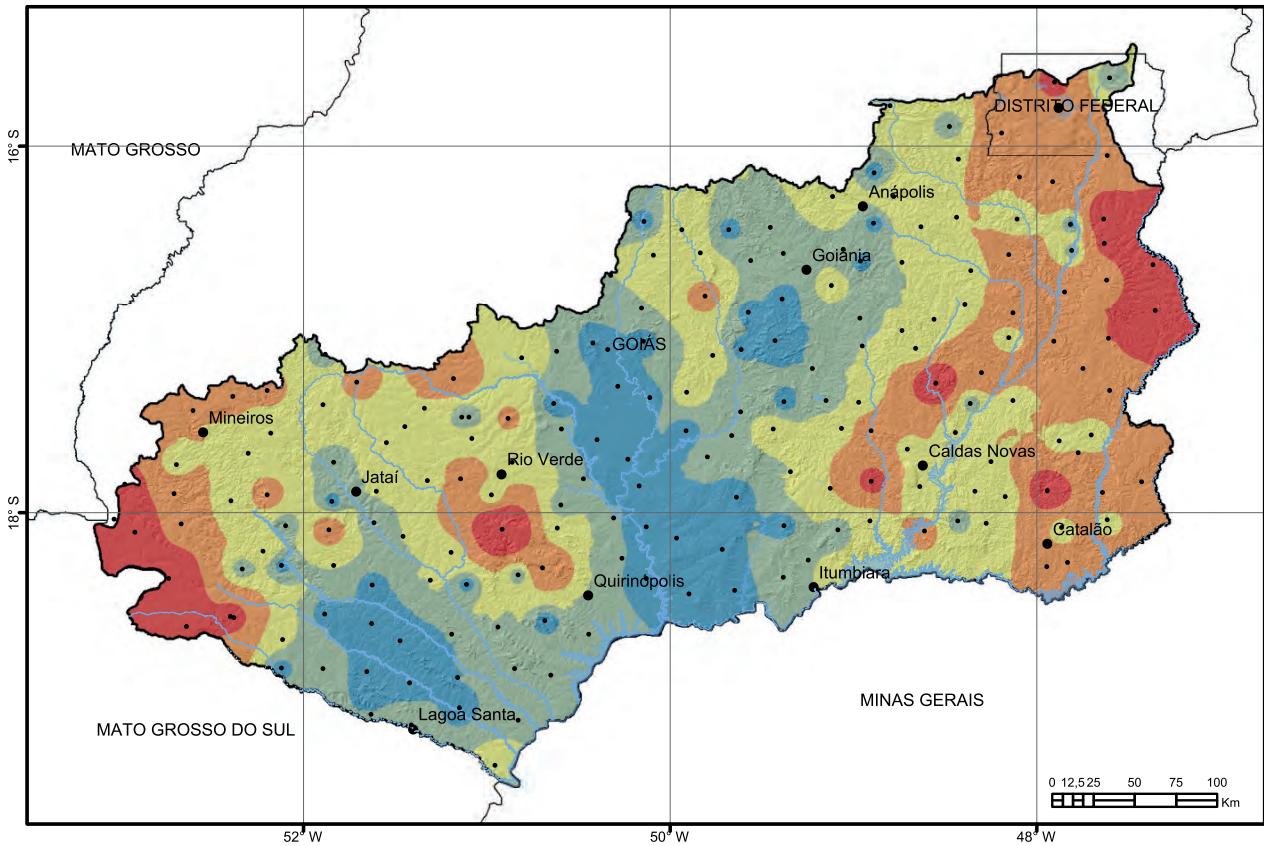 DISTRITO FEDERAL
MATO GROSSO
16° S
Anápolis
Goiânia
GOIÁS
Mineiros
Rio Verde
Caldas Novas
Jataí
18° S
Catalão
Itumbiara
Quirinópolis
MINAS GERAIS
Lagoa Santa
MATO GROSSO DO SUL
0 12,5 25 50 75 100
Km
52° W
50° W
48° W